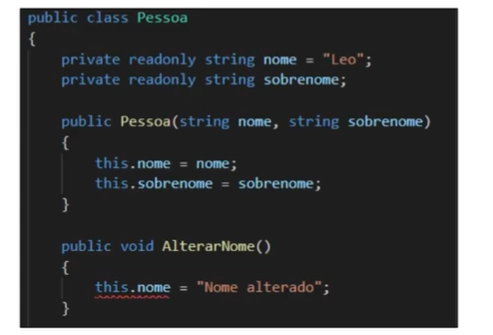 public class Pessoa
{
    private readonly string nome = "Leo";
    private readonly string sobrenome;

    public Pessoa(string nome, string sobrenome)
    {
        this.nome = nome;
        this.sobrenome = sobrenome;
    }

    public void AlterarNome()
    {
        this.nome = "Nome alterado";
    }